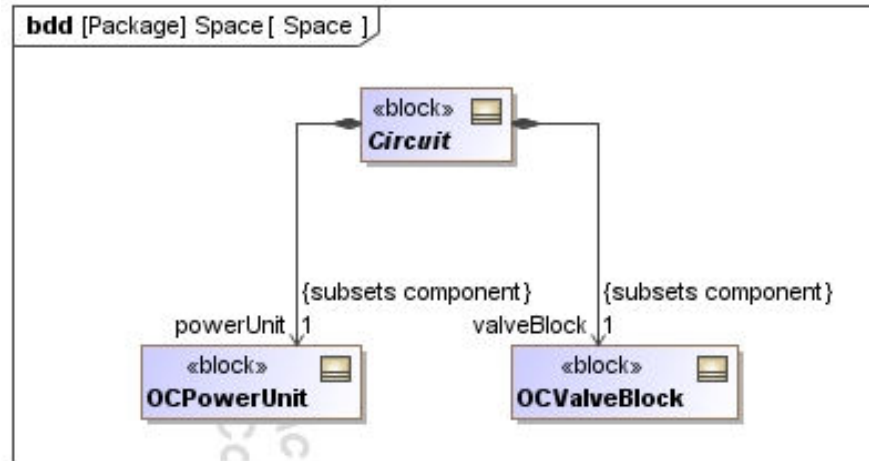 bdd [Package] Space [ Space ]
«block»
Circuit
{subsets component} {subsets component}
powerUnit 1 valveBlock 1
«block» «block»
OCPowerUnit OCValveBlock